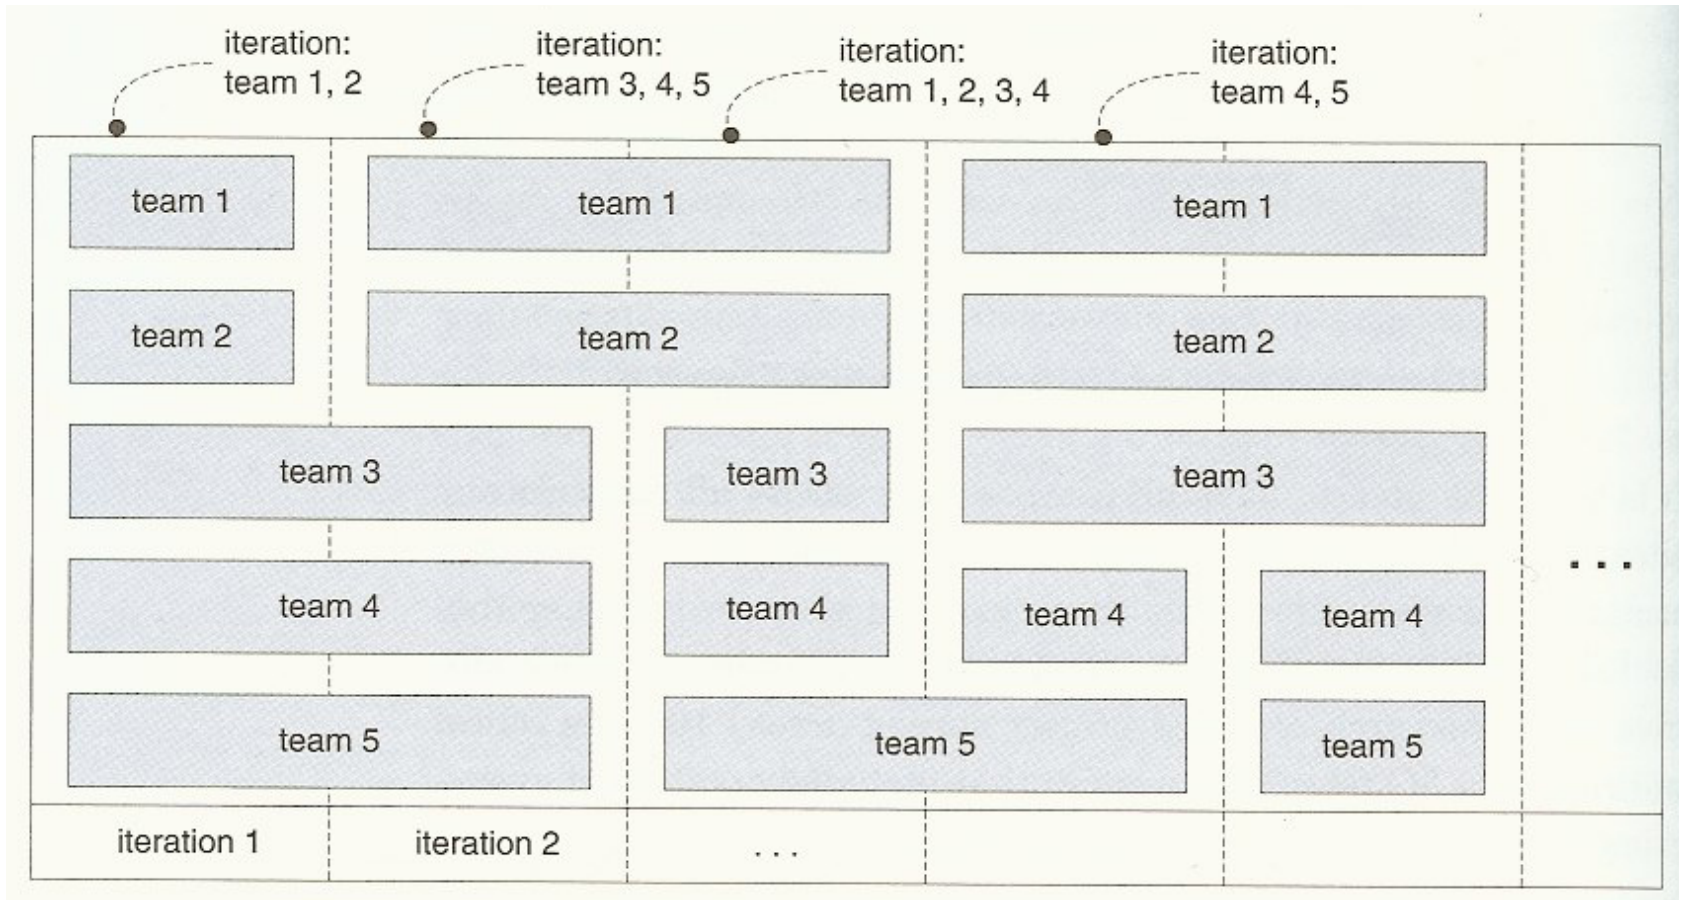 iteration:
team 1, 2
iteration:
team 3, 4, 5
iteration:
team 1, 2, 3, 4
iteration:
team 4, 5
team 1
team 1
team 1
team 2
team 2
team 2
team 3
team 3
team 3
team 4
team 4
team 4
team 4
. . .
team 5
team 5
team 5
iteration 1
iteration 2
. . .